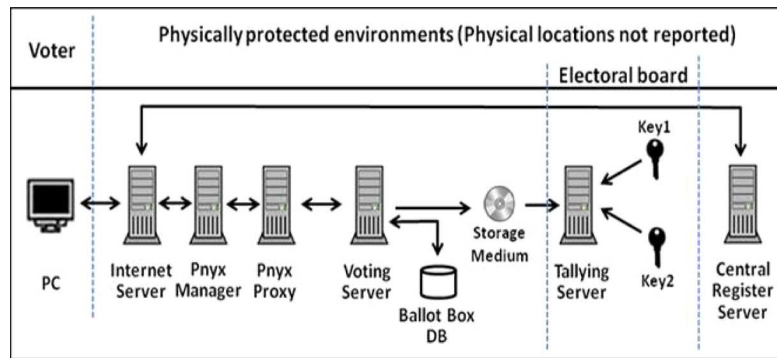 Voter
Physically protected environments (Physical locations not reported)
Electoral board
Key1
PC
Internet
Server
Pnyx
Manager
Pnyx
Proxy
Voting
Server
Ballot Box
DB
Storage
Medium
Tallying
Server
Key2
Central
Register
Server